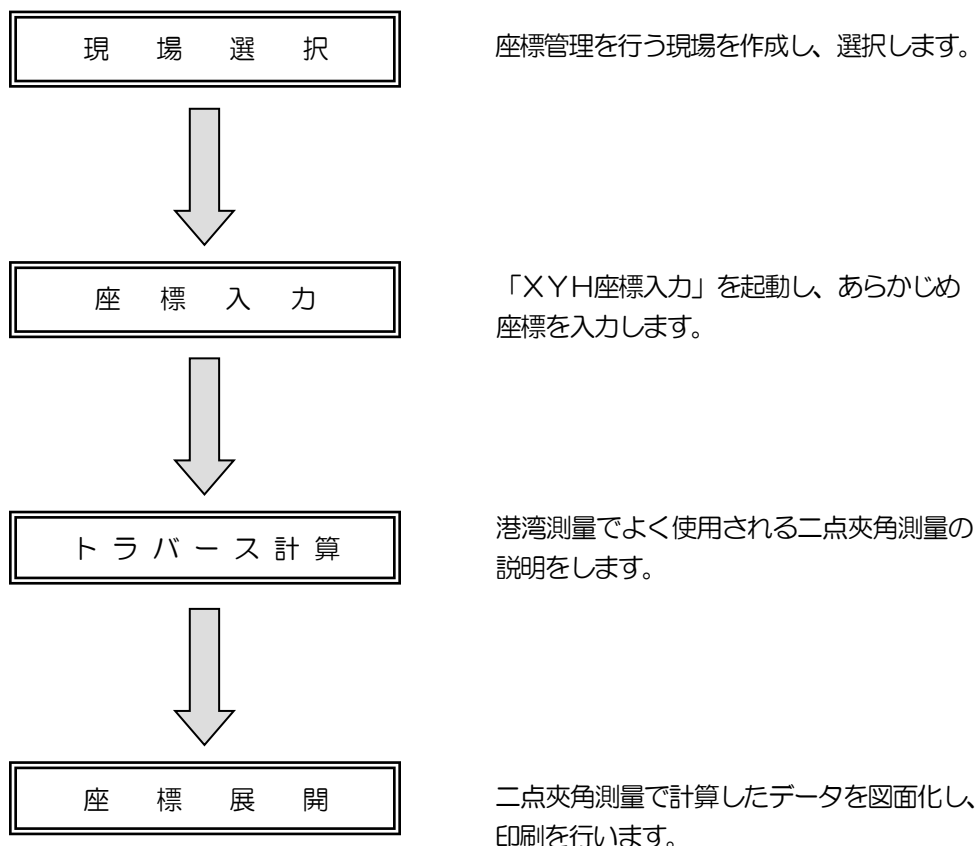 現場選択
座標管理を行う現場を作成し、選択します。
座標入力
「XYH座標入力」を起動し、あらかじめ
座標を入力します。
トラバース計算
港湾測量でよく使用される二点夾角測量の
説明をします。
座標展開
二点夾角測量で計算したデータを図面化し、
印刷を行います。